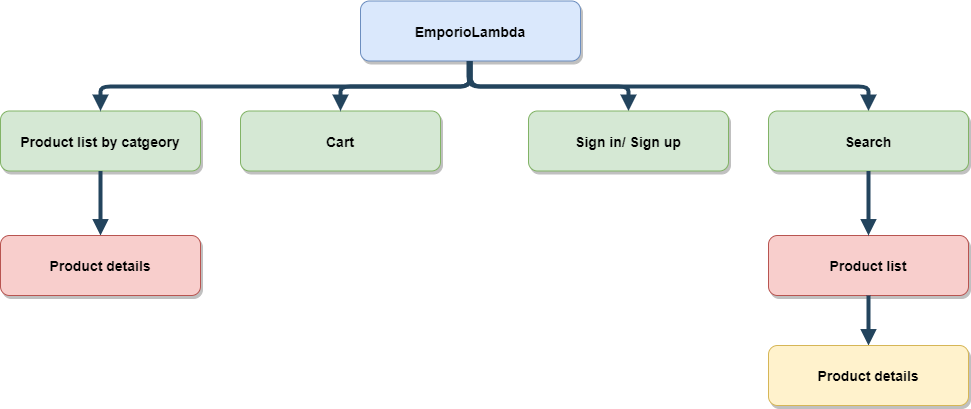 EmporioLambda
Product list by catgeory
Cart
Sign in/ Sign up
Search
Product details
Product list
Product details